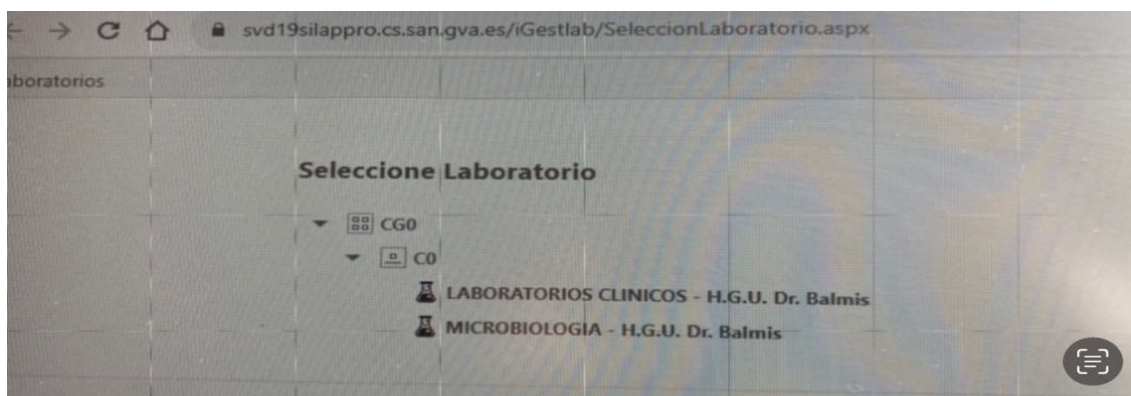 svd19silappro.cs.san.gva.es/iGestlab/SeleccionLaboratorio.aspx
aboratorios
Seleccione Laboratorio
CG0
C0
LABORATORIOS CLINICOS - H.G.U. Dr. Balmis
MICROBIOLOGIA - H.G.U. Dr. Balmis